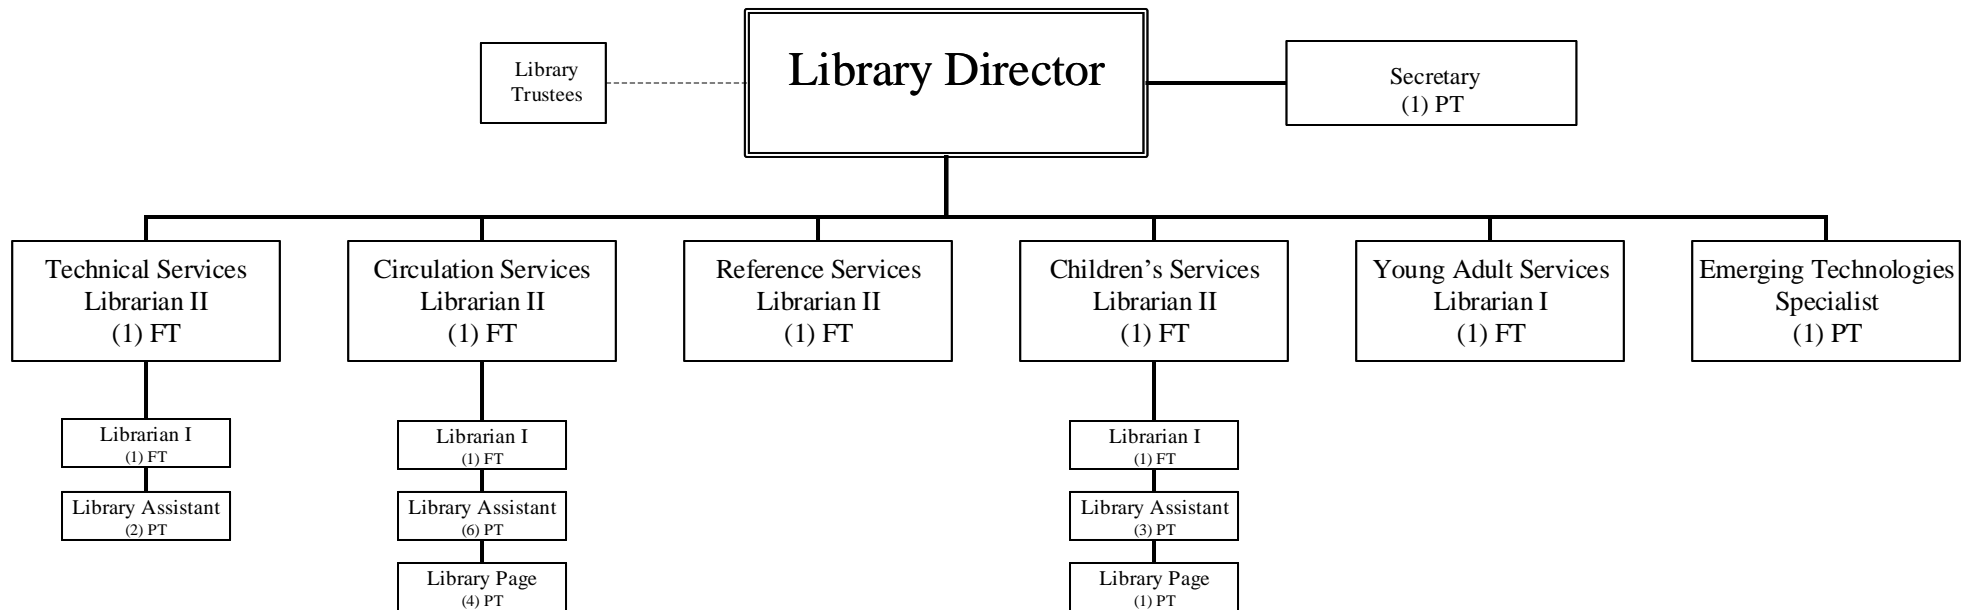 Library Director
Library
Trustees
Secretary
(1) PT
Technical Services
Librarian II
(1) FT
Circulation Services
Librarian II
(1) FT
Reference Services
Librarian II
(1) FT
Children’s Services
Librarian II
(1) FT
Young Adult Services
Librarian I
(1) FT
Emerging Technologies
Specialist
(1) PT
Librarian I
(1) FT
Library Assistant
(2) PT
Librarian I
(1) FT
Library Assistant
(6) PT
Library Page
(4) PT
Librarian I
(1) FT
Library Assistant
(3) PT
Library Page
(1) PT